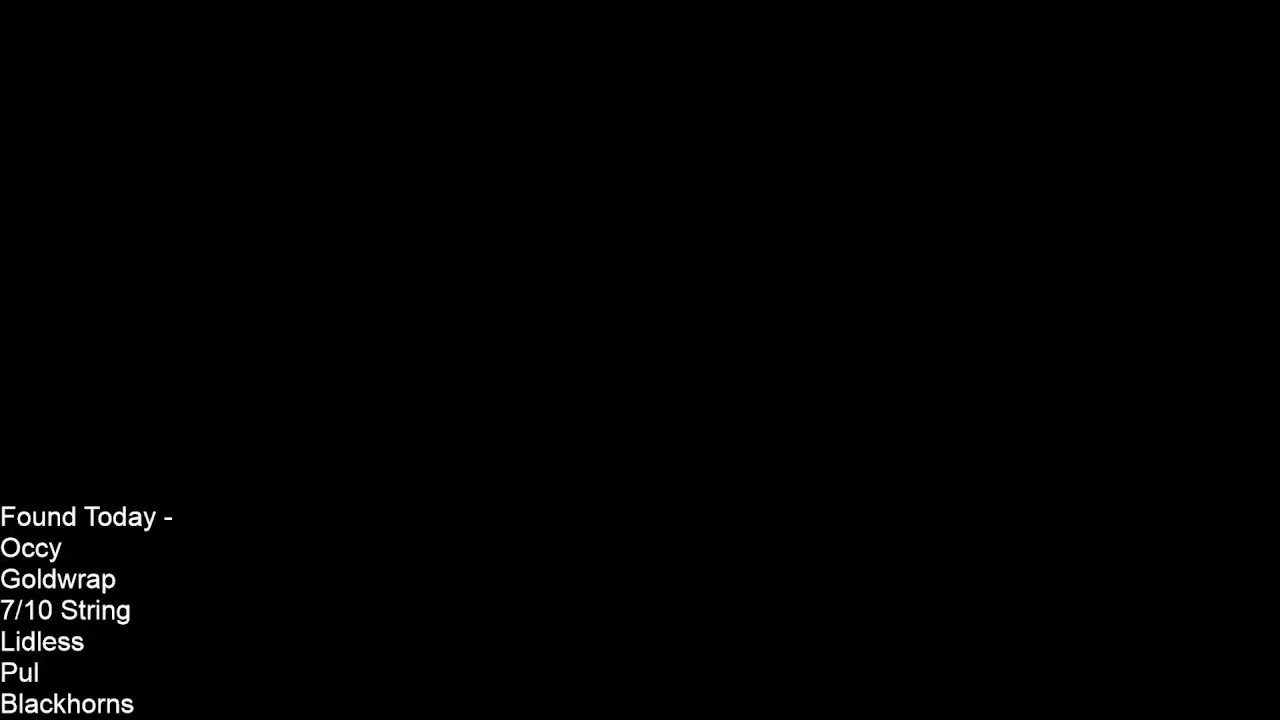 Found Today -
Occy
Goldwrap
7/10 String
Lidless
Pul
Blackhorns